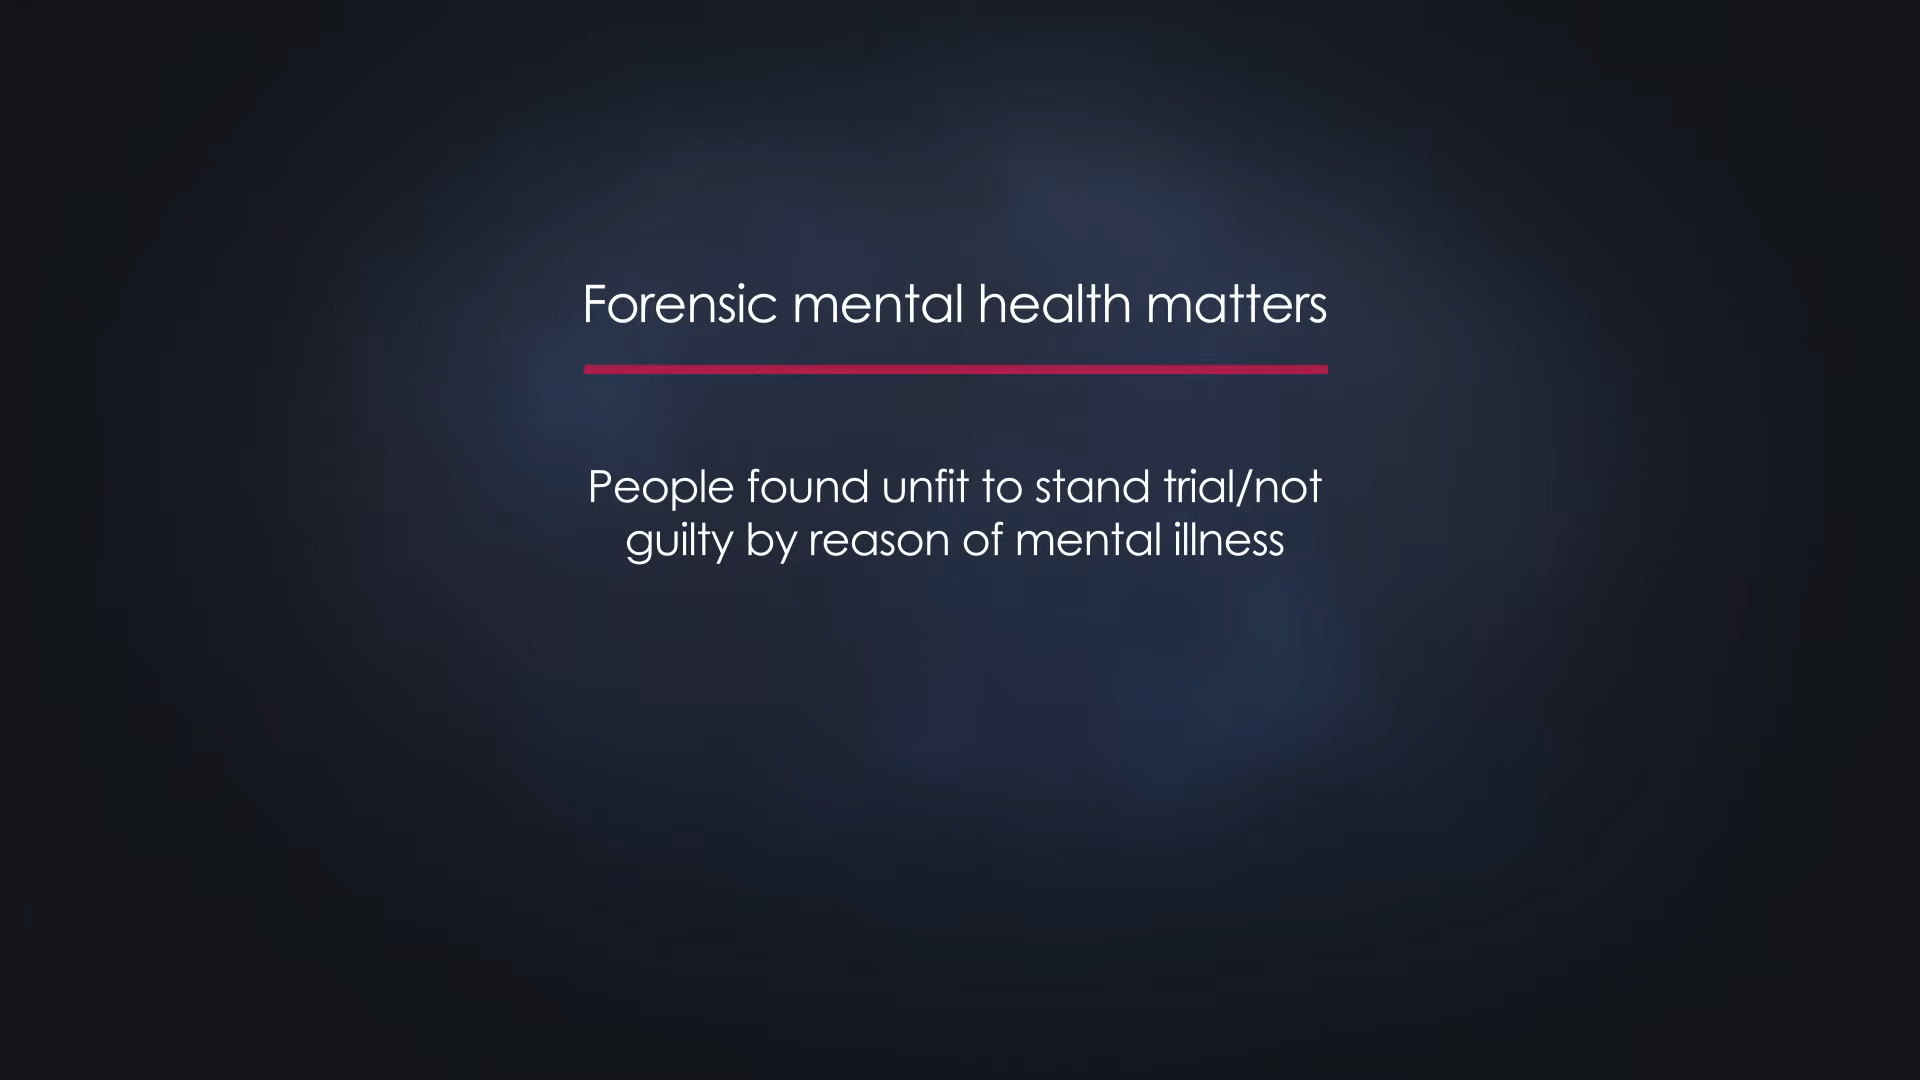 Forensic mental health matters
People found unfit to stand trial/not
guilty by reason of mental illness